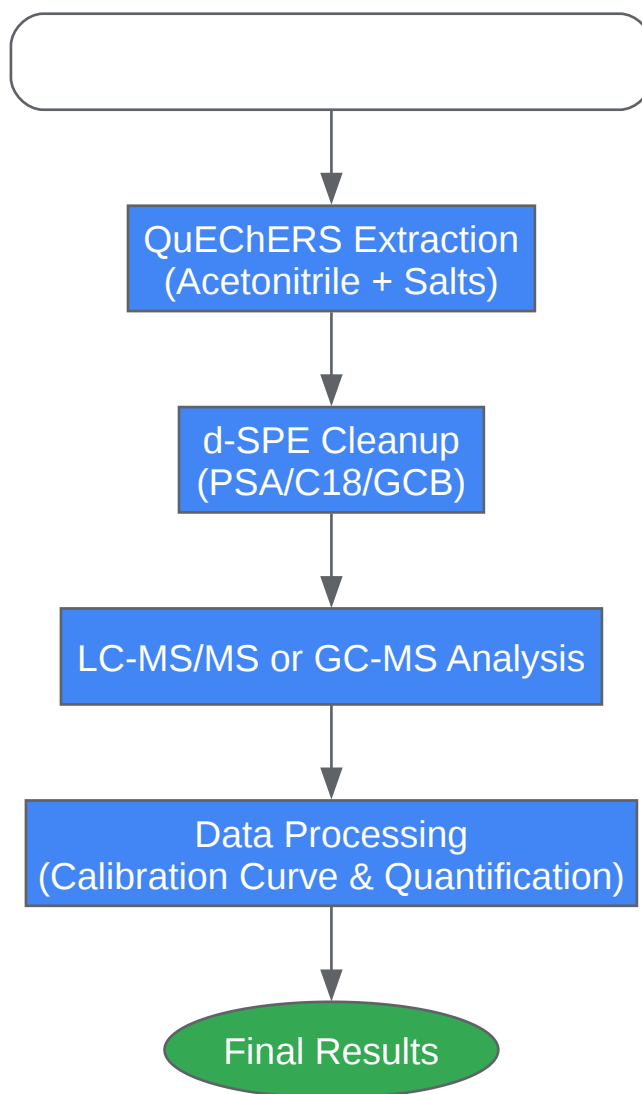 QuEChERS Extraction
(Acetonitrile + Salts)
d-SPE Cleanup
(PSA/C18/GCB)
LC-MS/MS or GC-MS Analysis
Data Processing
(Calibration Curve & Quantification)
Final Results